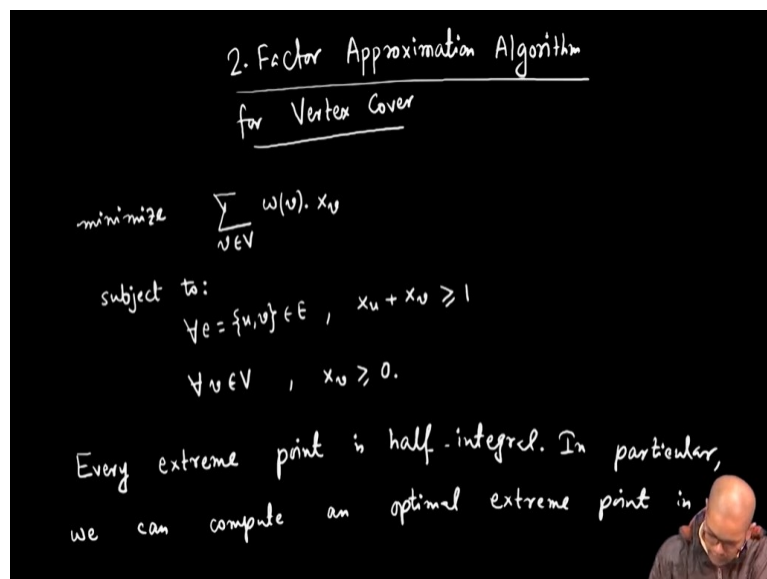 2-Factor Approximation Algorithm
for Vertex Cover
minimize ∑ w(v). x_v
v∈V
subject to:
∀e = {u,v} ∈ E , x_u + x_v ⩾ 1
∀v∈V , x_v ⩾ 0.
Every extreme point is half-integral. In particular,
we can compute an optimal extreme point in